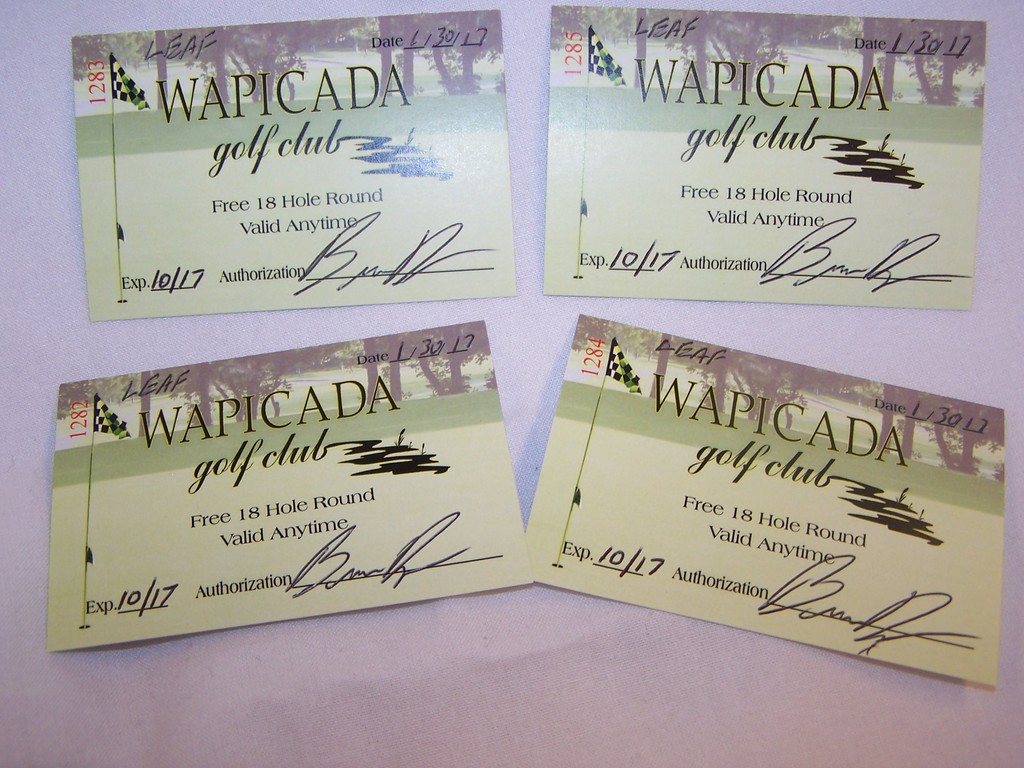 1283
LEAF
Date 1/30/17
WAPICADA
golf club
Free 18 Hole Round
Valid Anytime
Exp. 10/17 Authorization
1285
LEAF
Date 1/30/17
WAPICADA
golf club
Free 18 Hole Round
Valid Anytime
Exp. 10/17 Authorization
1282
LEAF
Date 1/30/17
WAPICADA
golf club
Free 18 Hole Round
Valid Anytime
Exp. 10/17 Authorization
1284
LEAF
Date 1/30/17
WAPICADA
golf club
Free 18 Hole Round
Valid Anytime
Exp. 10/17 Authorization